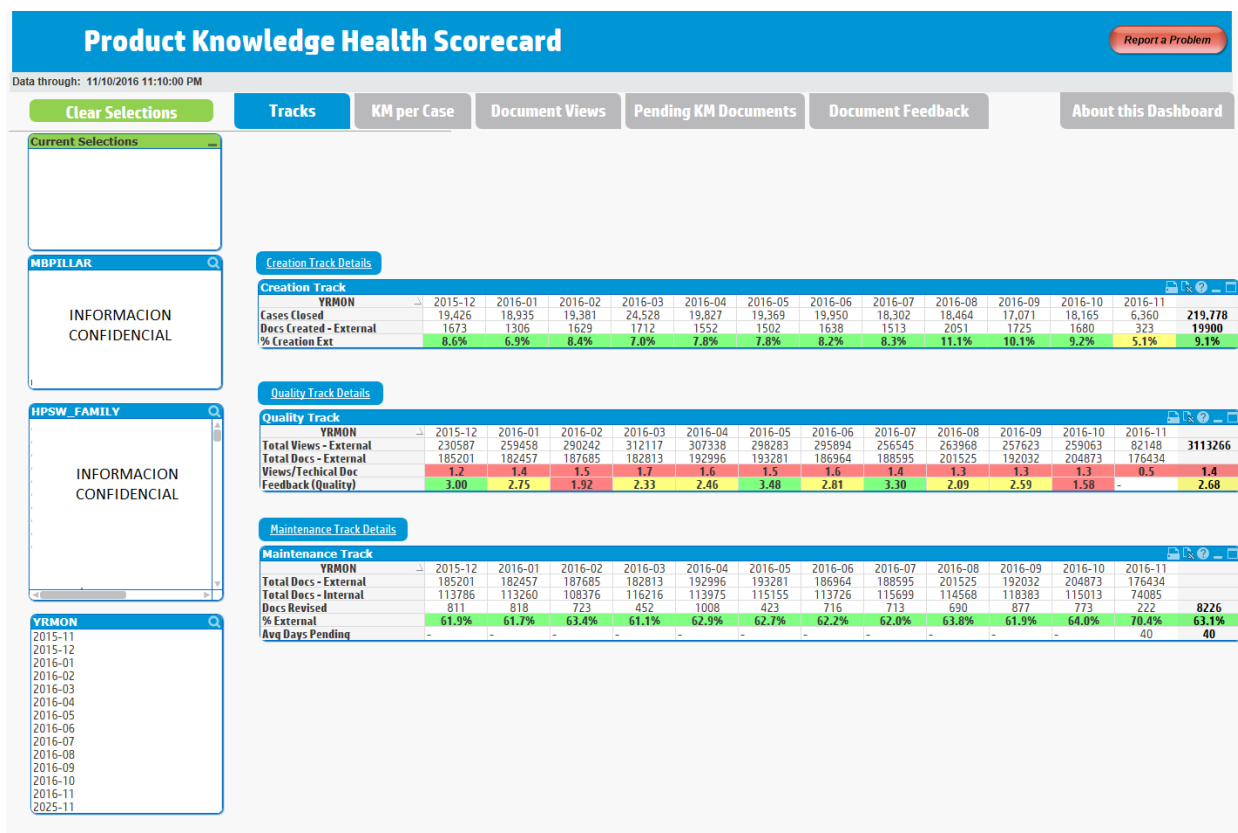 Product Knowledge Health Scorecard
Report a Problem
Data through: 11/10/2016 11:10:00 PM
Clear Selections
Tracks
KM per Case
Document Views
Pending KM Documents
Document Feedback
About this Dashboard
Current Selections
MBPILLAR
INFORMACION
CONFIDENCIAL
HPSW_FAMILY
INFORMACION
CONFIDENCIAL
YRMON
2015-11
2015-12
2016-01
2016-02
2016-03
2016-04
2016-05
2016-06
2016-07
2016-08
2016-09
2016-10
2016-11
2025-11
Creation Track Details
Creation Track
YRMON 2015-12 2016-01 2016-02 2016-03 2016-04 2016-05 2016-06 2016-07 2016-08 2016-09 2016-10 2016-11
Cases Closed 19,426 18,935 19,381 24,528 19,827 19,369 19,950 18,302 18,464 17,071 18,165 6,360 219,778
Docs Created - External 1673 1306 1629 1712 1552 1502 1638 1513 2051 1725 1680 323 19900
% Creation Ext 8.6% 6.9% 8.4% 7.0% 7.8% 7.8% 8.2% 8.3% 11.1% 10.1% 9.2% 5.1% 9.1%
Quality Track Details
Quality Track
YRMON 2015-12 2016-01 2016-02 2016-03 2016-04 2016-05 2016-06 2016-07 2016-08 2016-09 2016-10 2016-11
Total Views - External 230587 259458 290242 312117 307338 298283 295894 256545 263968 257623 259063 82148 3113266
Total Docs - External 185201 182457 187685 182813 192996 193281 186964 188595 201525 192032 204873 176434
Views/Techical Doc 1.2 1.4 1.5 1.7 1.6 1.5 1.6 1.4 1.3 1.3 1.3 0.5 1.4
Feedback (Quality) 3.00 2.75 1.92 2.33 2.46 3.48 2.81 3.30 2.09 2.59 1.58 - 2.68
Maintenance Track Details
Maintenance Track
YRMON 2015-12 2016-01 2016-02 2016-03 2016-04 2016-05 2016-06 2016-07 2016-08 2016-09 2016-10 2016-11
Total Docs - External 185201 182457 187685 182813 192996 193281 186964 188595 201525 192032 204873 176434
Total Docs - Internal 113786 113260 108376 116216 113975 115155 113726 115699 114568 118383 115013 74085
Docs Revised 811 818 723 452 1008 423 716 713 690 877 773 222 8226
% External 61.9% 61.7% 63.4% 61.1% 62.9% 62.7% 62.2% 62.0% 63.8% 61.9% 64.0% 70.4% 63.1%
Avg Days Pending - - - - - - - - - - - 40 40